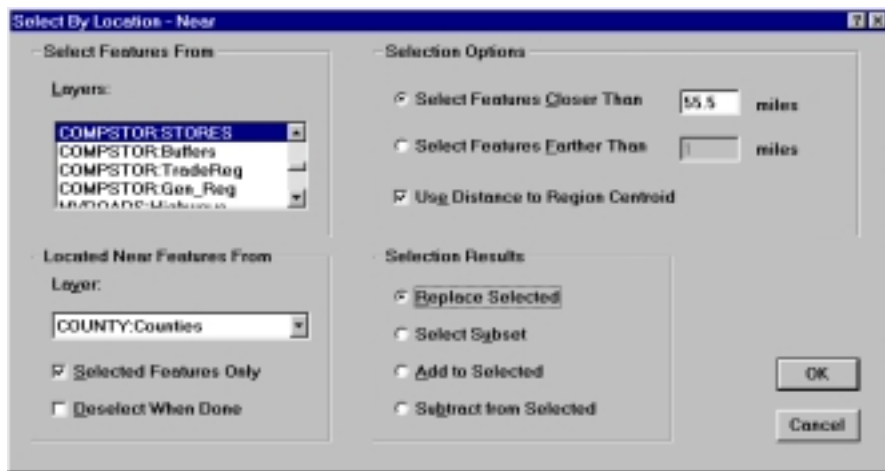 Select By Location - Near
Select Features From
Layers:
COMPSTOR:STORES
COMPSTOR:Buffers
COMPSTOR:TradeReg
COMPSTOR:Gen_Reg
Selection Options
Select Features Closer Than 55.5 miles
Select Features Farther Than 1 miles
Use Distance to Region Centroid
Located Near Features From
Layer:
COUNTY:Counties
Selected Features Only
Deselect When Done
Selection Results
Replace Selected
Select Subset
Add to Selected
Subtract from Selected
OK
Cancel